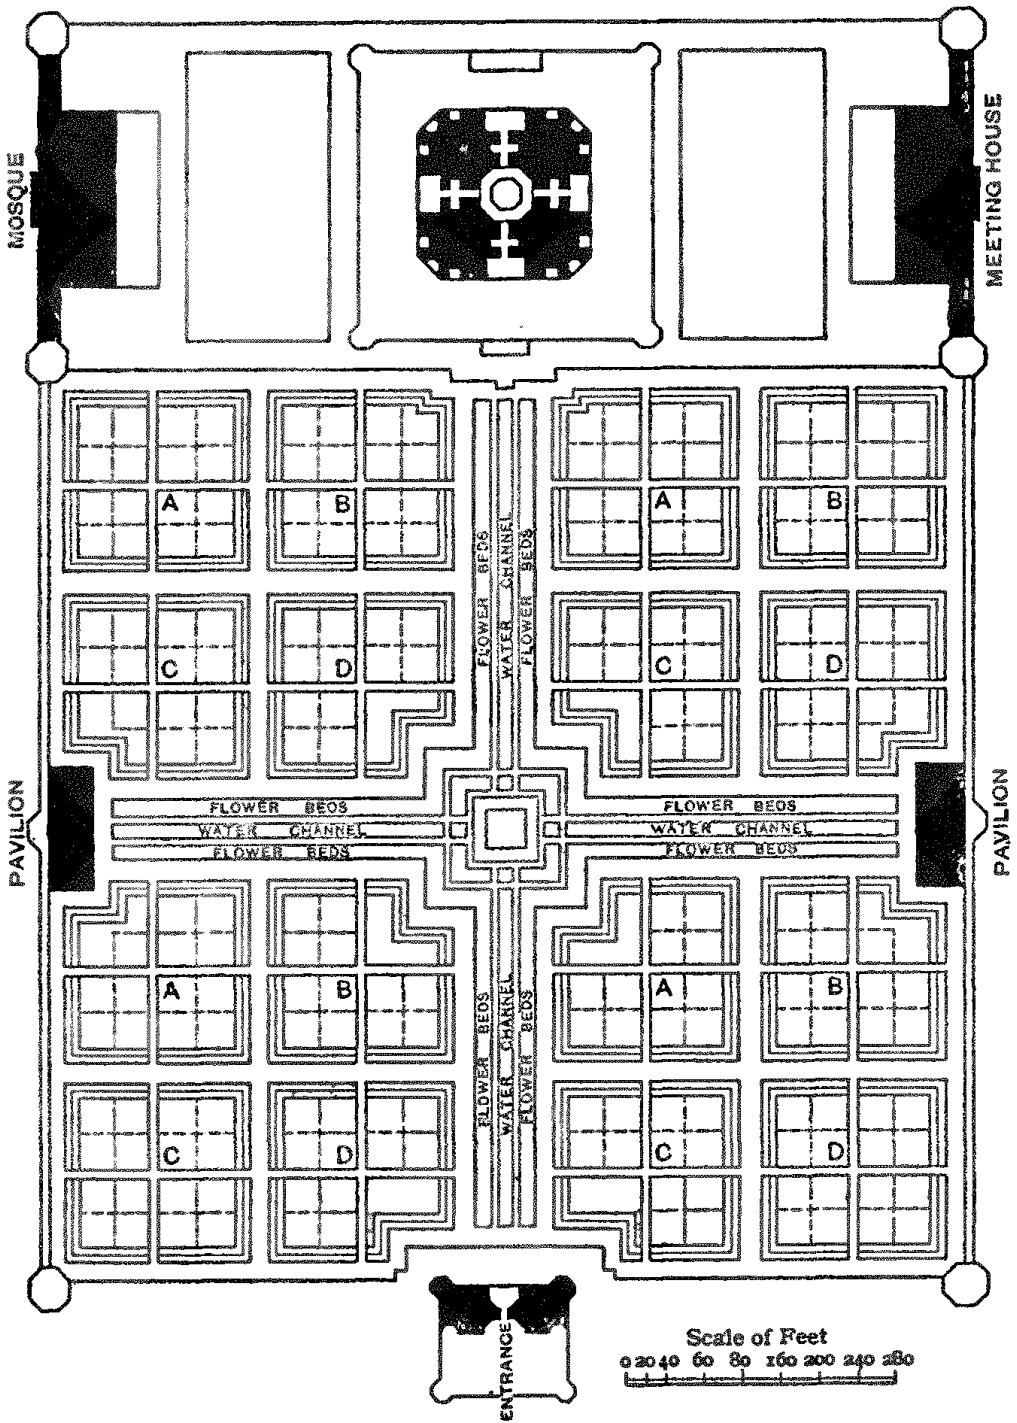 MOSQUE
MEETING HOUSE
A B A B
C D C D
FLOWER BEDS
WATER CHANNEL
FLOWER BEDS
PAVILION
FLOWER BEDS
WATER CHANNEL
FLOWER BEDS
FLOWER BEDS
WATER CHANNEL
FLOWER BEDS
PAVILION
A B A B
FLOWER BEDS
WATER CHANNEL
FLOWER BEDS
C D C D
ENTRANCE
Scale of Feet
0 20 40 60 80 160 200 240 280